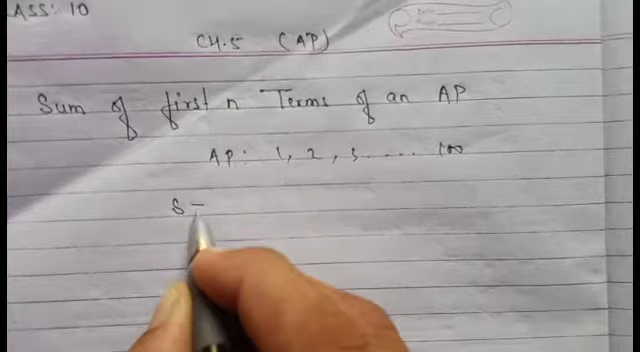 ASS: 10
CH.5 (AP)
Sum of first n Terms of an AP
AP: 1, 2, 3 . . . . . 100
S -